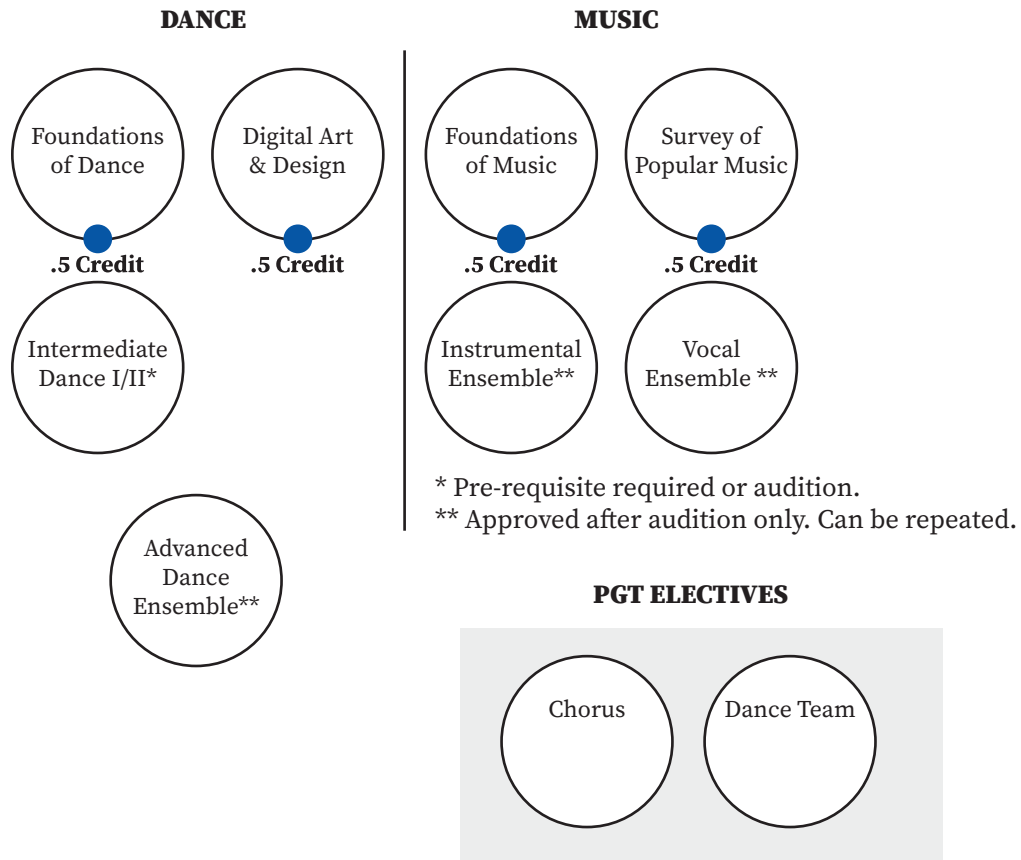 DANCE
Foundations
of Dance
.5 Credit
Digital Art
& Design
.5 Credit
Intermediate
Dance I/II*
Advanced
Dance
Ensemble**
MUSIC
Foundations
of Music
.5 Credit
Survey of
Popular Music
.5 Credit
Instrumental
Ensemble**
Vocal
Ensemble **
* Pre-requisite required or audition.
** Approved after audition only. Can be repeated.
PGT ELECTIVES
Chorus
Dance Team